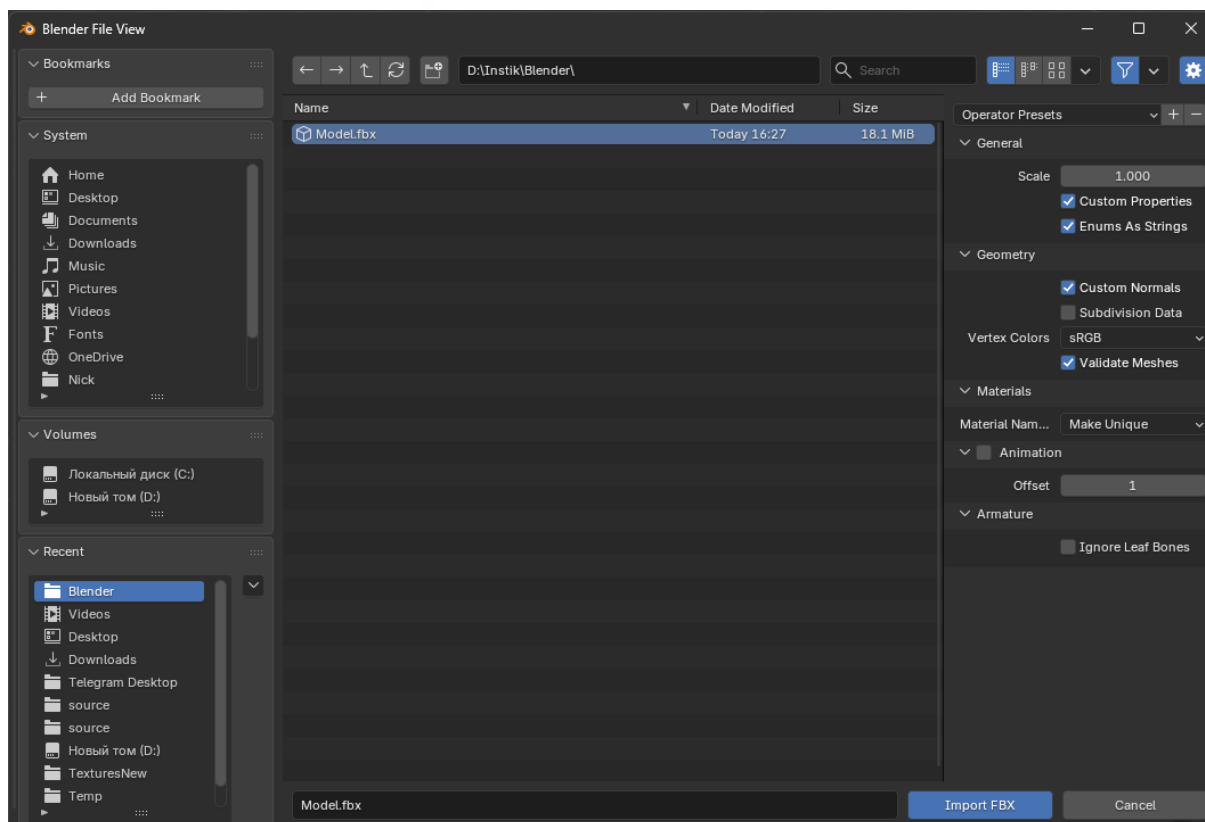 Blender File View
Bookmarks
Add Bookmark
System
Home
Desktop
Documents
Downloads
Music
Pictures
Videos
Fonts
OneDrive
Nick
Volumes
Локальный диск (C:)
Новый том (D:)
Recent
Blender
Videos
Desktop
Downloads
Telegram Desktop
source
source
Новый том (D:)
TexturesNew
Temp
D:\Instik\Blender\
Search
Name Date Modified Size
Model.fbx Today 16:27 18.1 MiB
Model.fbx
Operator Presets
General
Scale 1.000
Custom Properties
Enums As Strings
Geometry
Custom Normals
Subdivision Data
Vertex Colors sRGB
Validate Meshes
Materials
Material Nam... Make Unique
Animation
Offset 1
Armature
Ignore Leaf Bones
Import FBX Cancel